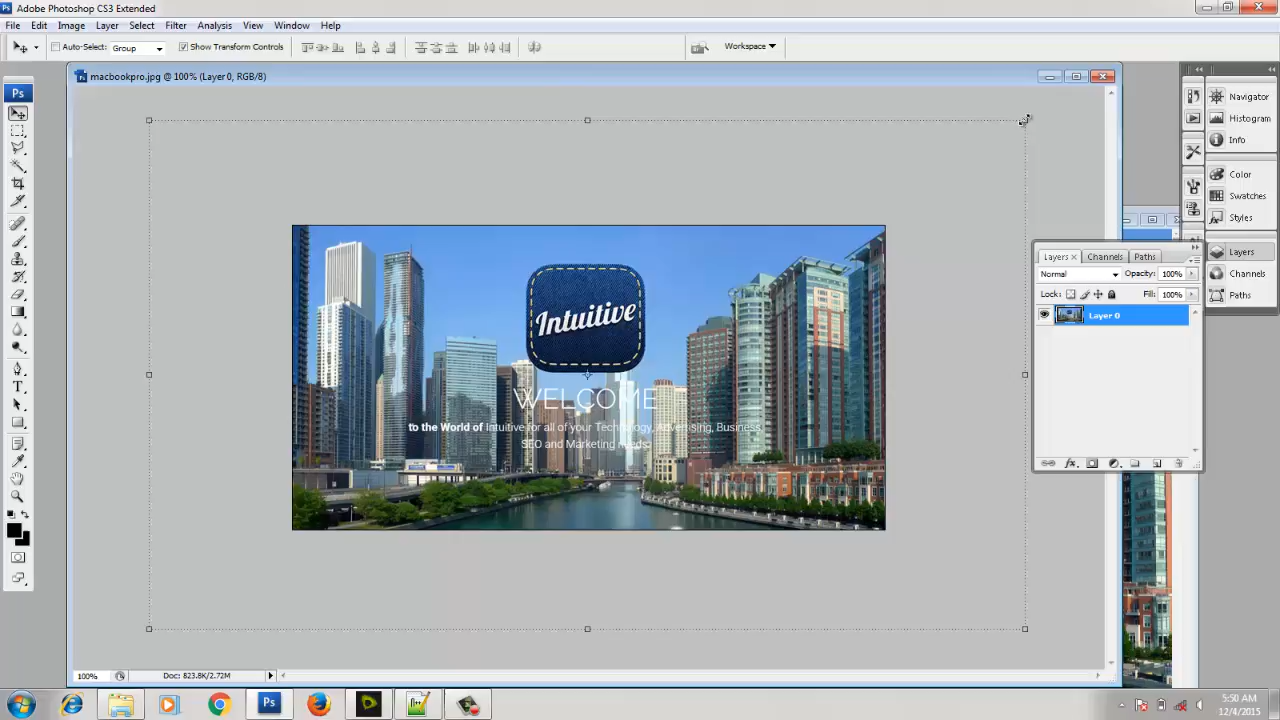 Ps Adobe Photoshop CS3 Extended
File Edit Image Layer Select Filter Analysis View Window Help
Auto-Select: Group Show Transform Controls Workspace
macbookpro.jpg @ 100% (Layer 0, RGB/8)
Ps
T
Intuitive
WELCOME
to the World of Intuitive for all of your Technology, Advertising, Business
SEO and Marketing needs.
Navigator
Histogram
Info
Color
Swatches
Styles
Layers
Channels
Paths
Layers × Channels Paths
Normal Opacity: 100%
Lock: Fill: 100%
Layer 0
100% Doc: 823.8K/2.72M
Ps
5:50 AM
12/4/2015